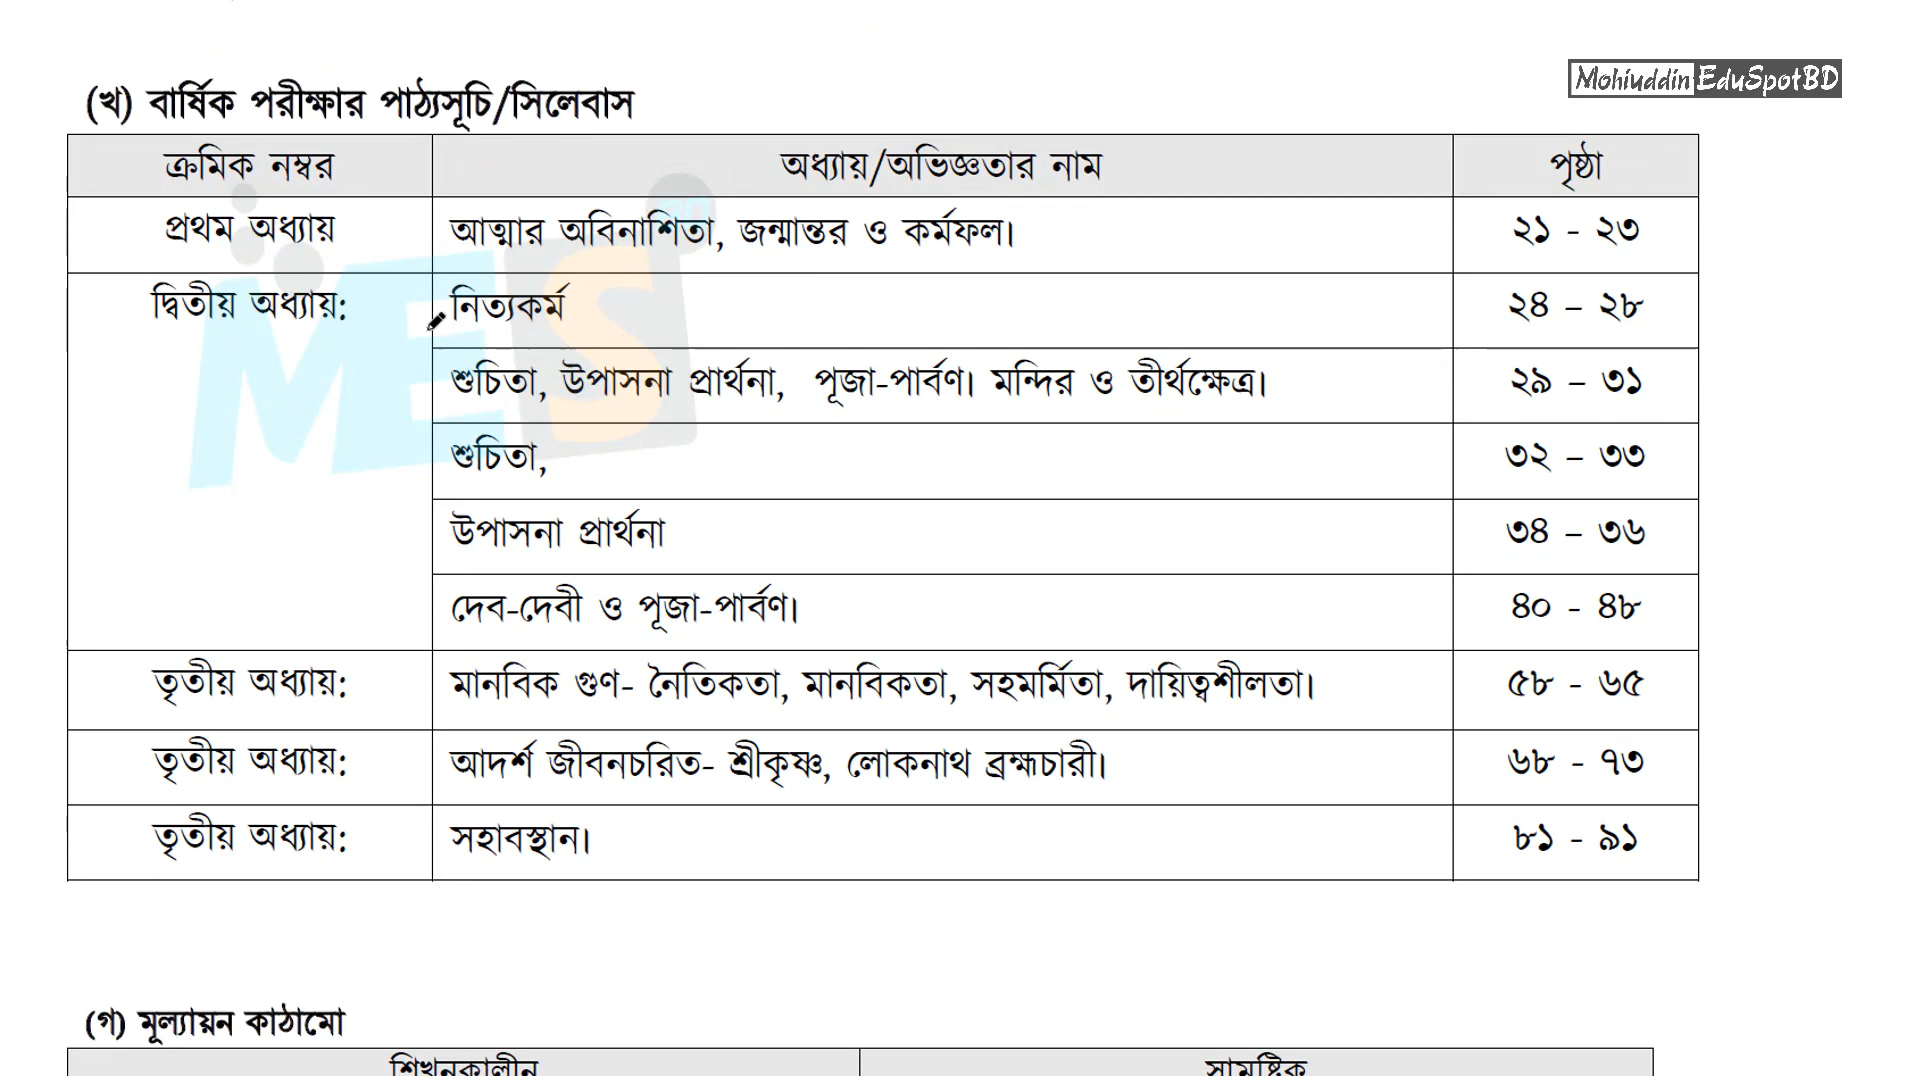 Mohiuddin EduSpotBD
(খ) বার্ষিক পরীক্ষার পাঠ্যসূচি/সিলেবাস
ক্রমিক নম্বর অধ্যায়/অভিজ্ঞতার নাম পৃষ্ঠা
প্রথম অধ্যায় আত্মার অবিনাশিতা, জন্মান্তর ও কর্মফল। ২১ - ২৩
দ্বিতীয় অধ্যায়: নিত্যকর্ম ২৪ – ২৮
শুচিতা, উপাসনা প্রার্থনা, পূজা-পার্বণ। মন্দির ও তীর্থক্ষেত্র। ২৯ – ৩১
শুচিতা, ৩২ – ৩৩
উপাসনা প্রার্থনা ৩৪ – ৩৬
দেব-দেবী ও পূজা-পার্বণ। ৪০ - ৪৮
তৃতীয় অধ্যায়: মানবিক গুণ- নৈতিকতা, মানবিকতা, সহমর্মিতা, দায়িত্বশীলতা। ৫৮ - ৬৫
তৃতীয় অধ্যায়: আদর্শ জীবনচরিত- শ্রীকৃষ্ণ, লোকনাথ ব্রহ্মচারী। ৬৮ - ৭৩
তৃতীয় অধ্যায়: সহাবস্থান। ৮১ - ৯১
MES
(গ) মূল্যায়ন কাঠামো
শিখনকালীন সামষ্টিক